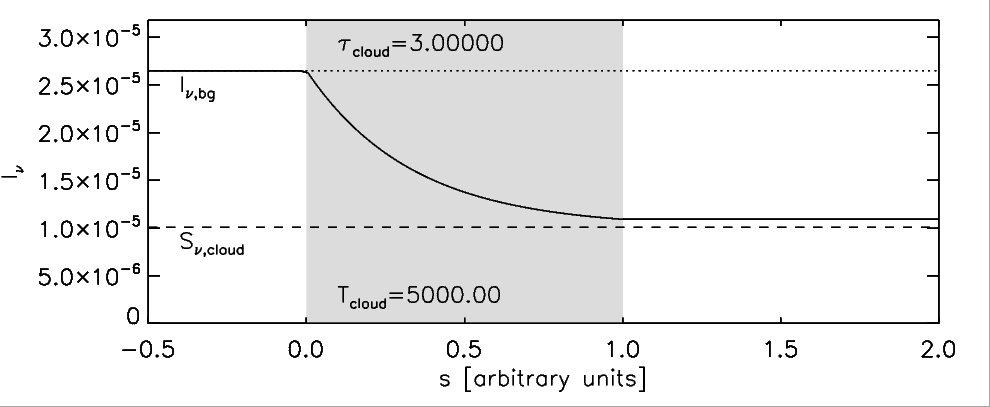 3.0×10⁻⁵
τcloud=3.00000
2.5×10⁻⁵
Iν,bg
2.0×10⁻⁵
Iν
1.5×10⁻⁵
1.0×10⁻⁵
Sν,cloud
5.0×10⁻⁶
Tcloud=5000.00
0
−0.5 0.0 0.5 1.0 1.5 2.0
s [arbitrary units]